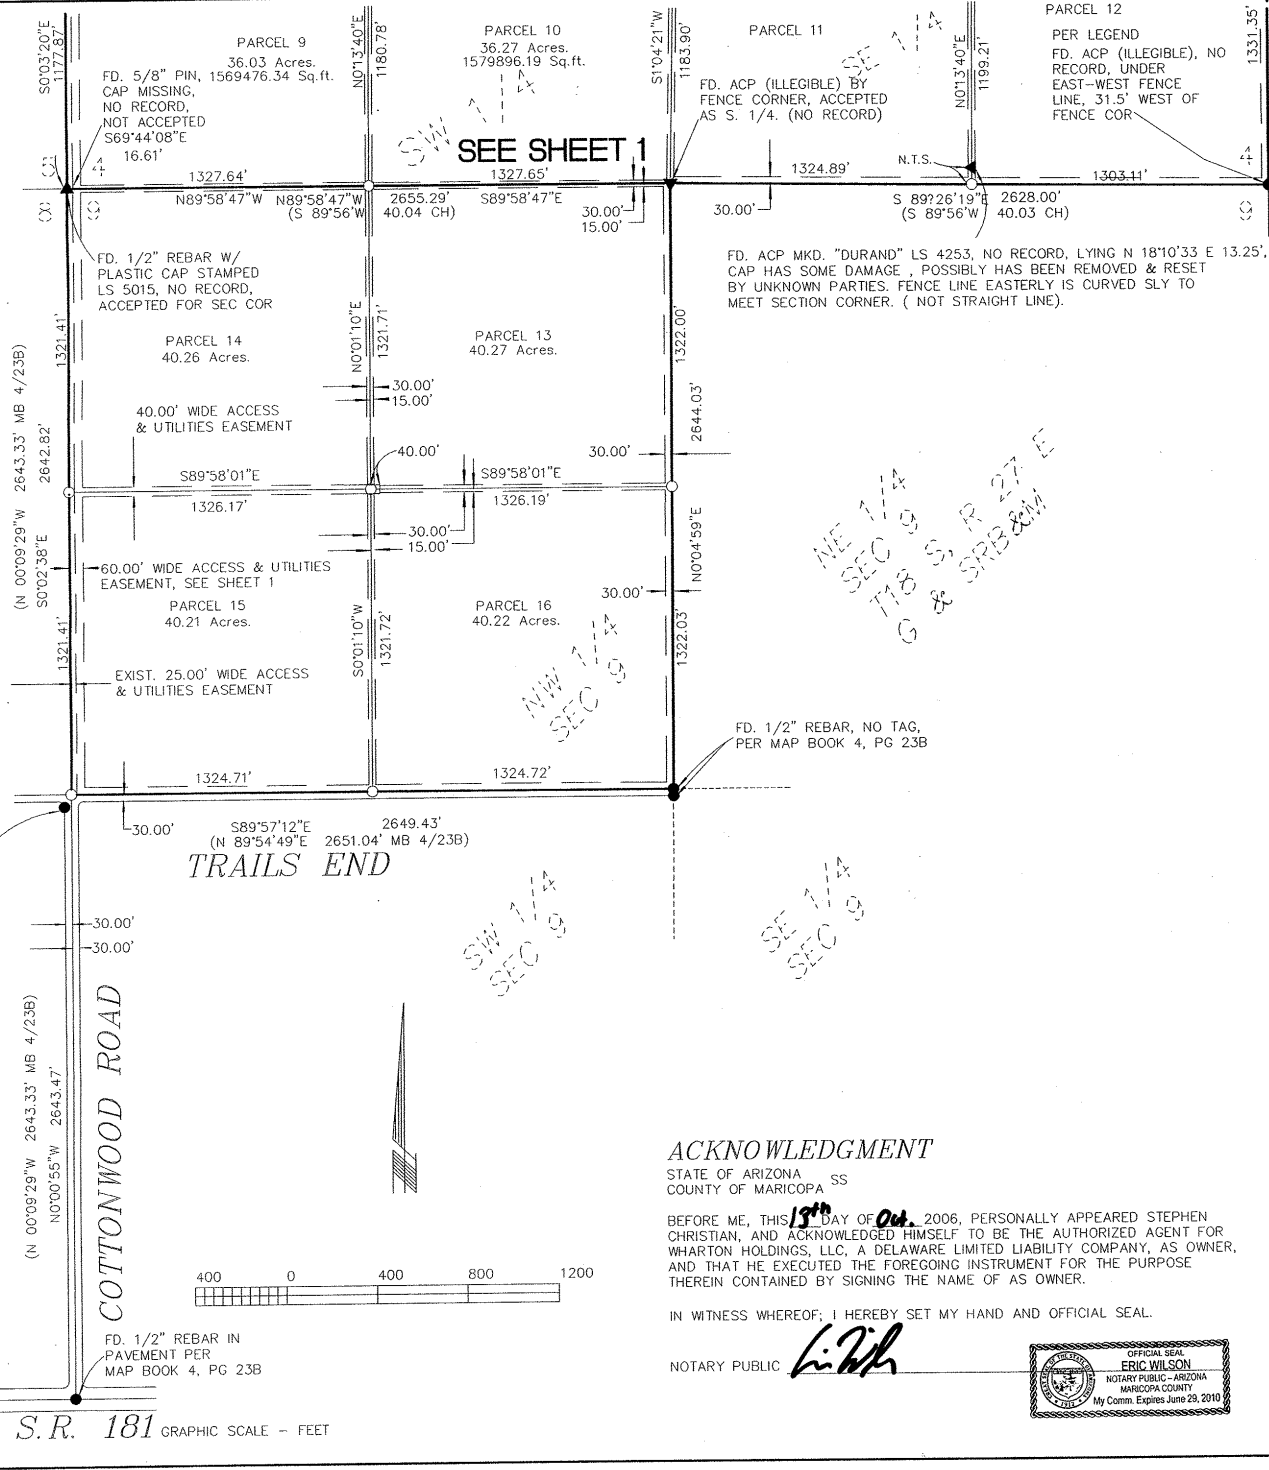 S0°03'20"E
1177.87'
PARCEL 9
36.03 Acres.
1569476.34 Sq.ft.
FD. 5/8" PIN,
CAP MISSING,
NO RECORD,
NOT ACCEPTED
S69°44'08"E
16.61'
N0°13'40"E
1180.78'
PARCEL 10
36.27 Acres.
1579896.19 Sq.ft.
SW 1/4
SEE SHEET 1
S1°04'21"W
1183.90'
PARCEL 11
SE 1/4
FD. ACP (ILLEGIBLE) BY
FENCE CORNER, ACCEPTED
AS S. 1/4. (NO RECORD)
N0°13'40"E
1199.21'
PARCEL 12
PER LEGEND
FD. ACP (ILLEGIBLE), NO
RECORD, UNDER
EAST-WEST FENCE
LINE, 31.5' WEST OF
FENCE COR
1331.35'
N.T.S.
5
4
8
9
4
9
1327.64'
1327.65'
1324.89'
1303.11'
N89°58'47"W
N89°58'47"W
2655.29'
S89°58'47"E
(S 89°56'W
40.04 CH)
30.00'
15.00'
30.00'
S 89?26'19"E
2628.00'
(S 89°56'W
40.03 CH)
FD. 1/2" REBAR W/
PLASTIC CAP STAMPED
LS 5015, NO RECORD,
ACCEPTED FOR SEC COR
FD. ACP MKD. "DURAND" LS 4253, NO RECORD, LYING N 18°10'33 E 13.25',
CAP HAS SOME DAMAGE , POSSIBLY HAS BEEN REMOVED & RESET
BY UNKNOWN PARTIES. FENCE LINE EASTERLY IS CURVED SLY TO
MEET SECTION CORNER. ( NOT STRAIGHT LINE).
1321.41'
PARCEL 14
40.26 Acres.
N0°01'10"E
1321.71'
PARCEL 13
40.27 Acres.
1322.00'
(N 00°09'29"W 2643.33' MB 4/23B)
S0°02'38"E 2642.82'
40.00' WIDE ACCESS
& UTILITIES EASEMENT
30.00'
15.00'
40.00'
30.00'
2644.03'
S89°58'01"E
S89°58'01"E
1326.17'
1326.19'
30.00'
15.00'
N0°04'59"E
NE 1/4
SEC 9
T18 S, R 27 E
G & SRB&M
60.00' WIDE ACCESS & UTILITIES
EASEMENT, SEE SHEET 1
PARCEL 15
40.21 Acres.
30.00'
PARCEL 16
40.22 Acres.
1321.41'
S0°01'10"W
1321.72'
1322.03'
NW 1/4
SEC 9
EXIST. 25.00' WIDE ACCESS
& UTILITIES EASEMENT
FD. 1/2" REBAR, NO TAG,
PER MAP BOOK 4, PG 23B
1324.71'
1324.72'
30.00'
S89°57'12"E
2649.43'
(N 89°54'49"E 2651.04' MB 4/23B)
TRAILS END
SW 1/4
SEC 9
SE 1/4
SEC 9
30.00'
30.00'
(N 00°09'29"W 2643.33' MB 4/23B)
N0°00'55"W 2643.47'
COTTONWOOD ROAD
400 0 400 800 1200
FD. 1/2" REBAR IN
PAVEMENT PER
MAP BOOK 4, PG 23B
S.R. 181
GRAPHIC SCALE - FEET
ACKNOWLEDGMENT
STATE OF ARIZONA
SS
COUNTY OF MARICOPA
BEFORE ME, THIS 13th DAY OF Oct. 2006, PERSONALLY APPEARED STEPHEN
CHRISTIAN, AND ACKNOWLEDGED HIMSELF TO BE THE AUTHORIZED AGENT FOR
WHARTON HOLDINGS, LLC, A DELAWARE LIMITED LIABILITY COMPANY, AS OWNER,
AND THAT HE EXECUTED THE FOREGOING INSTRUMENT FOR THE PURPOSE
THEREIN CONTAINED BY SIGNING THE NAME OF AS OWNER.
IN WITNESS WHEREOF; I HEREBY SET MY HAND AND OFFICIAL SEAL.
NOTARY PUBLIC
OFFICIAL SEAL
ERIC WILSON
NOTARY PUBLIC - ARIZONA
MARICOPA COUNTY
My Comm. Expires June 29, 2010